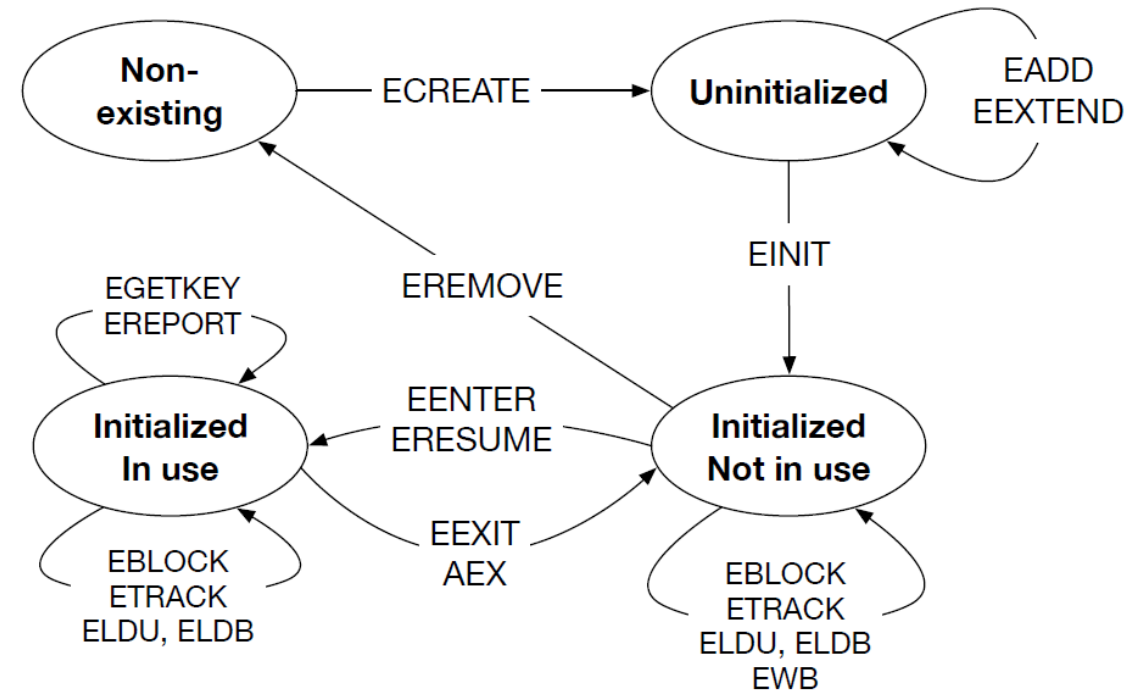 Non-
existing
ECREATE
Uninitialized
EADD
EEXTEND
EINIT
EREMOVE
EGETKEY
EREPORT
EENTER
ERESUME
Initialized
In use
Initialized
Not in use
EEXIT
AEX
EBLOCK
ETRACK
ELDU, ELDB
EBLOCK
ETRACK
ELDU, ELDB
EWB